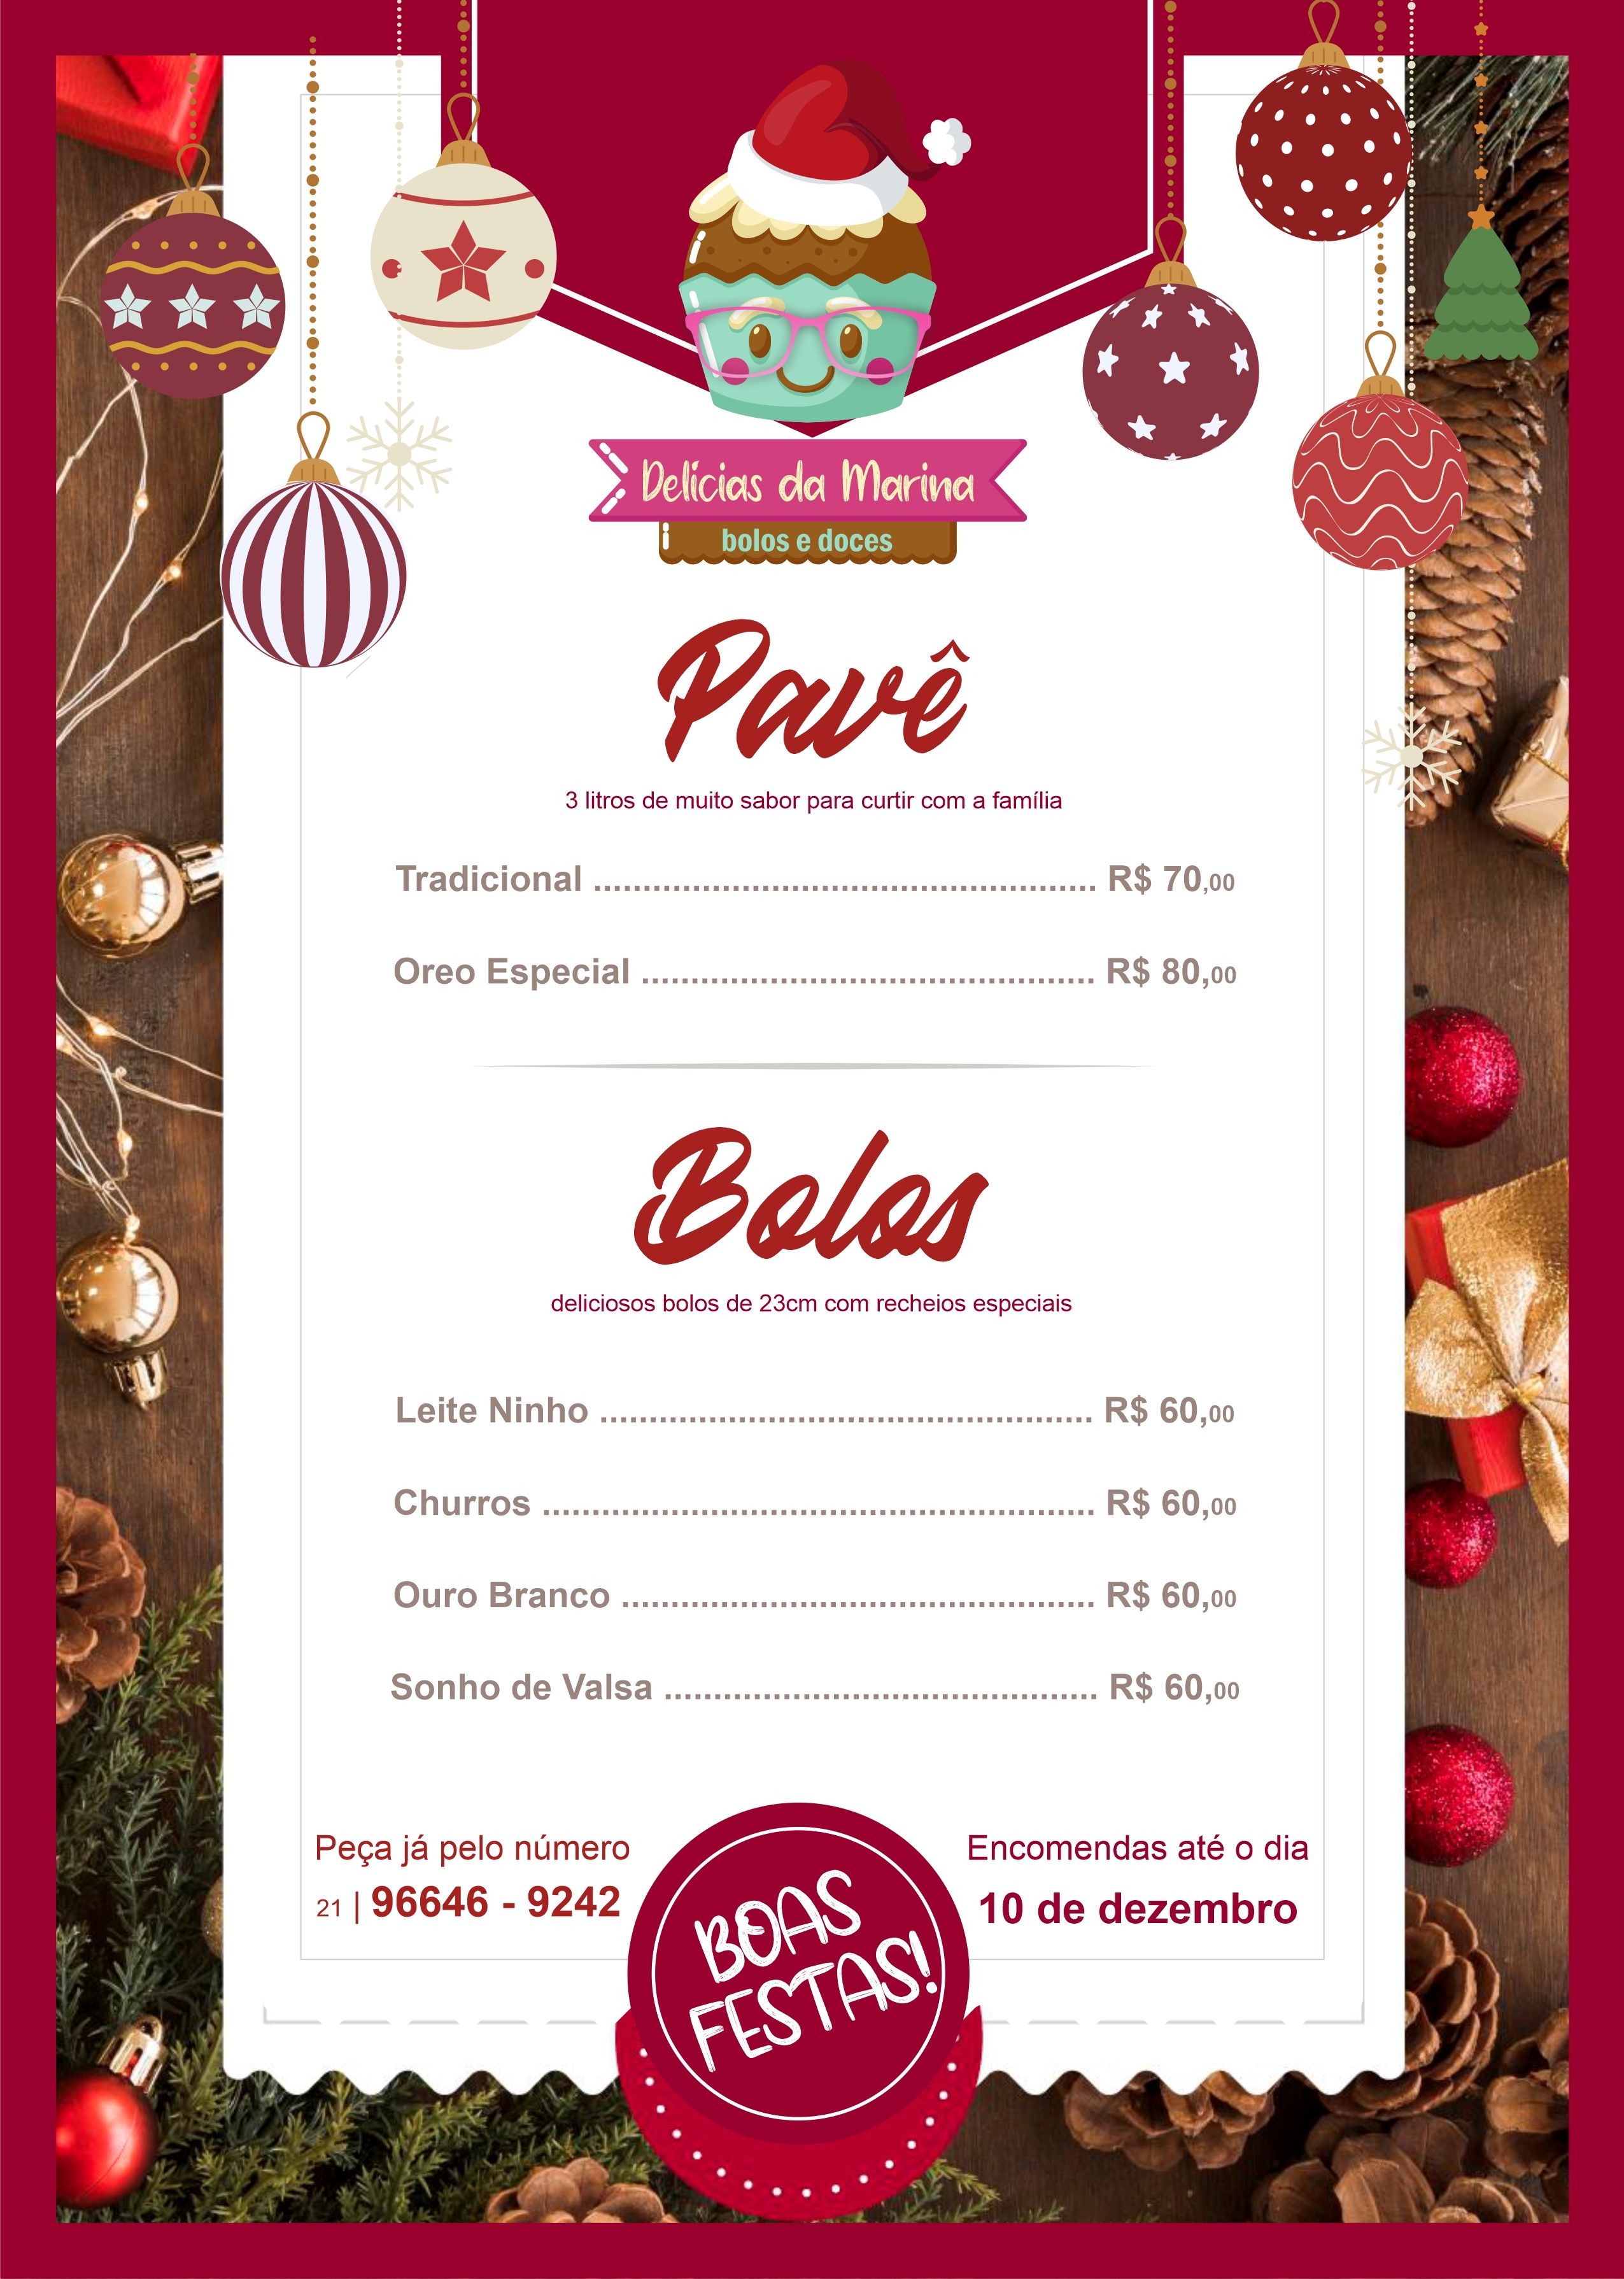 Delícias da Marina
bolos e doces
Pavê
3 litros de muito sabor para curtir com a família
Tradicional .................................................... R$ 70,00
Oreo Especial ............................................... R$ 80,00
Bolos
deliciosos bolos de 23cm com recheios especiais
Leite Ninho ................................................... R$ 60,00
Churros ......................................................... R$ 60,00
Ouro Branco ................................................. R$ 60,00
Sonho de Valsa ............................................. R$ 60,00
Peça já pelo número
21 | 96646 - 9242
BOAS
FESTAS!
Encomendas até o dia
10 de dezembro